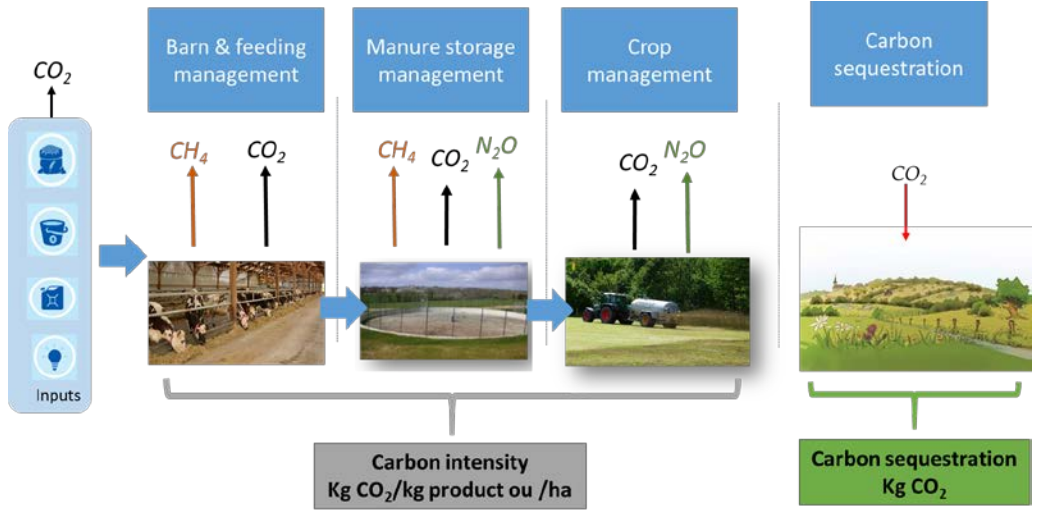 CO₂
Inputs
Barn & feeding
management
CH₄
CO₂
Manure storage
management
CH₄
CO₂
N₂O
Crop
management
CO₂
N₂O
Carbon
sequestration
CO₂
Carbon intensity
Kg CO₂/kg product ou /ha
Carbon sequestration
Kg CO₂